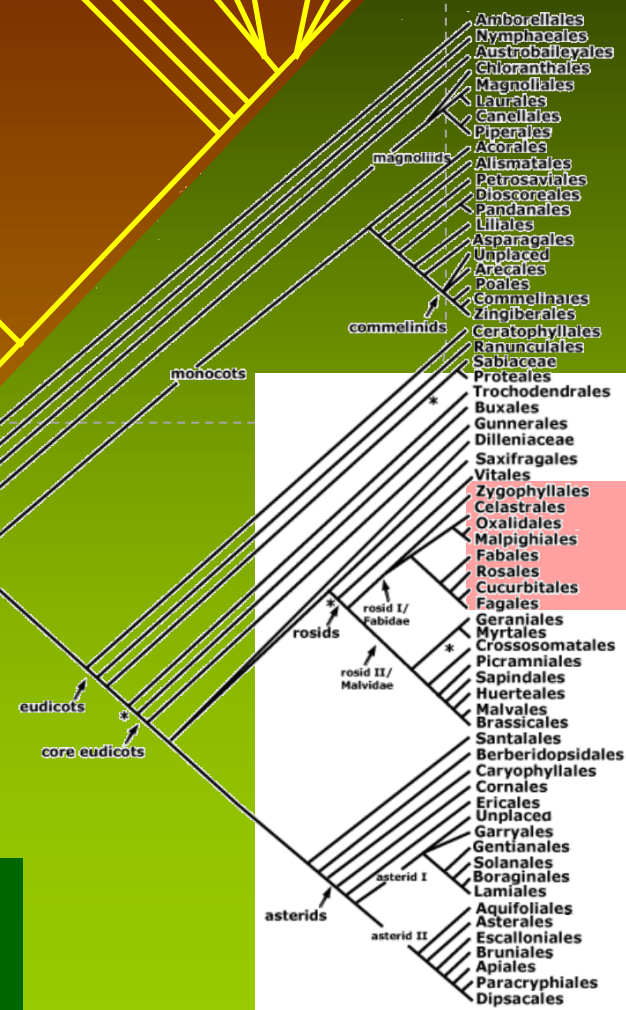 Amborellales
Nymphaeales
Austrobaileyales
Chloranthales
Magnoliales
Laurales
Canellales
Piperales
magnoliids
Acorales
Alismatales
Petrosaviales
Dioscoreales
Pandanales
Liliales
Asparagales
Unplaced
Arecales
Poales
Commelinales
Zingiberales
commelinids
monocots
Ceratophyllales
Ranunculales
Sabiaceae
Proteales
*
Trochodendrales
Buxales
Gunnerales
Dilleniaceae
Saxifragales
Vitales
Zygophyllales
Celastrales
Oxalidales
Malpighiales
Fabales
Rosales
Cucurbitales
Fagales
*
rosids
rosid I/
Fabidae
Geraniales
Myrtales
*
Crossosomatales
Picramniales
Sapindales
Huerteales
Malvales
Brassicales
rosid II/
Malvidae
eudicots
*
core eudicots
Santalales
Berberidopsidales
Caryophyllales
Cornales
Ericales
Unplaced
Garryales
Gentianales
Solanales
Boraginales
Lamiales
asterid I
asterids
asterid II
Aquifoliales
Asterales
Escalloniales
Bruniales
Apiales
Paracryphiales
Dipsacales